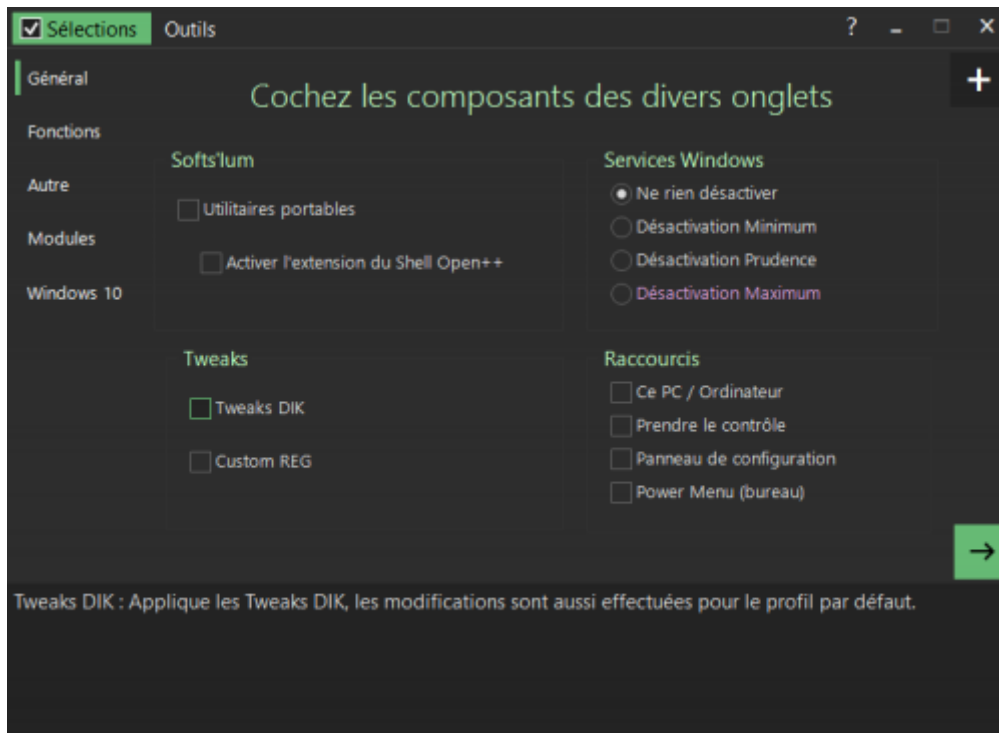 Sélections
Outils
?
Général
Fonctions
Autre
Modules
Windows 10
Cochez les composants des divers onglets
Softs'lum
Utilitaires portables
Activer l'extension du Shell Open++
Services Windows
Ne rien désactiver
Désactivation Minimum
Désactivation Prudence
Désactivation Maximum
Tweaks
Tweaks DIK
Custom REG
Raccourcis
Ce PC / Ordinateur
Prendre le contrôle
Panneau de configuration
Power Menu (bureau)
Tweaks DIK : Applique les Tweaks DIK, les modifications sont aussi effectuées pour le profil par défaut.